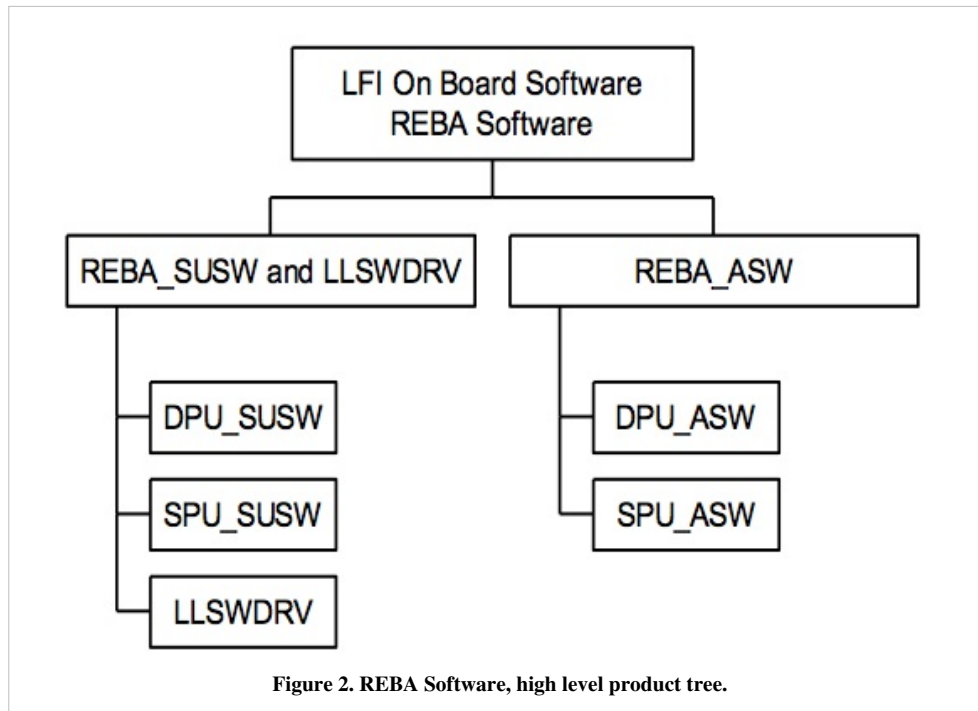 LFI On Board Software
REBA Software
REBA_SUSW and LLSWDRV
REBA_ASW
DPU_SUSW
DPU_ASW
SPU_SUSW
SPU_ASW
LLSWDRV
Figure 2. REBA Software, high level product tree.